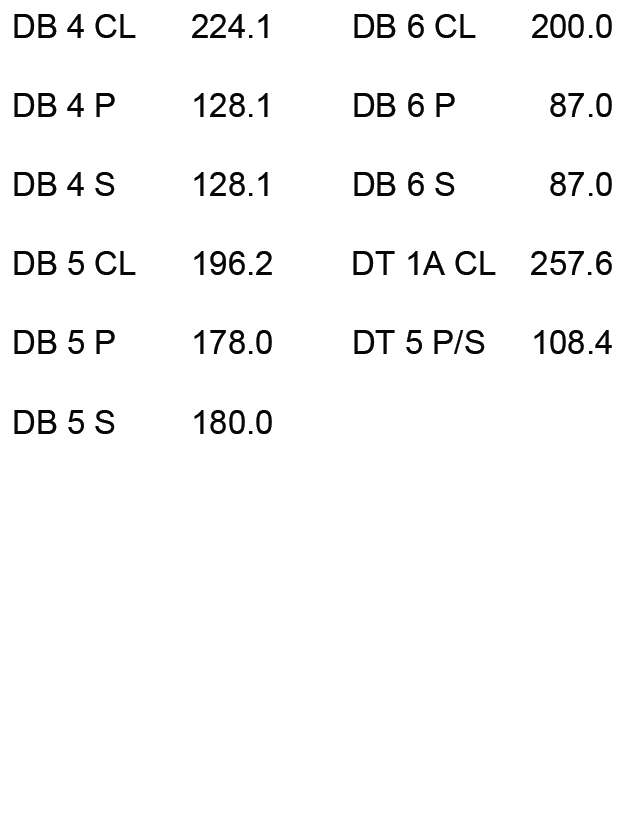 DB 4 CL 224.1 DB 6 CL 200.0
DB 4 P 128.1 DB 6 P 87.0
DB 4 S 128.1 DB 6 S 87.0
DB 5 CL 196.2 DT 1A CL 257.6
DB 5 P 178.0 DT 5 P/S 108.4
DB 5 S 180.0